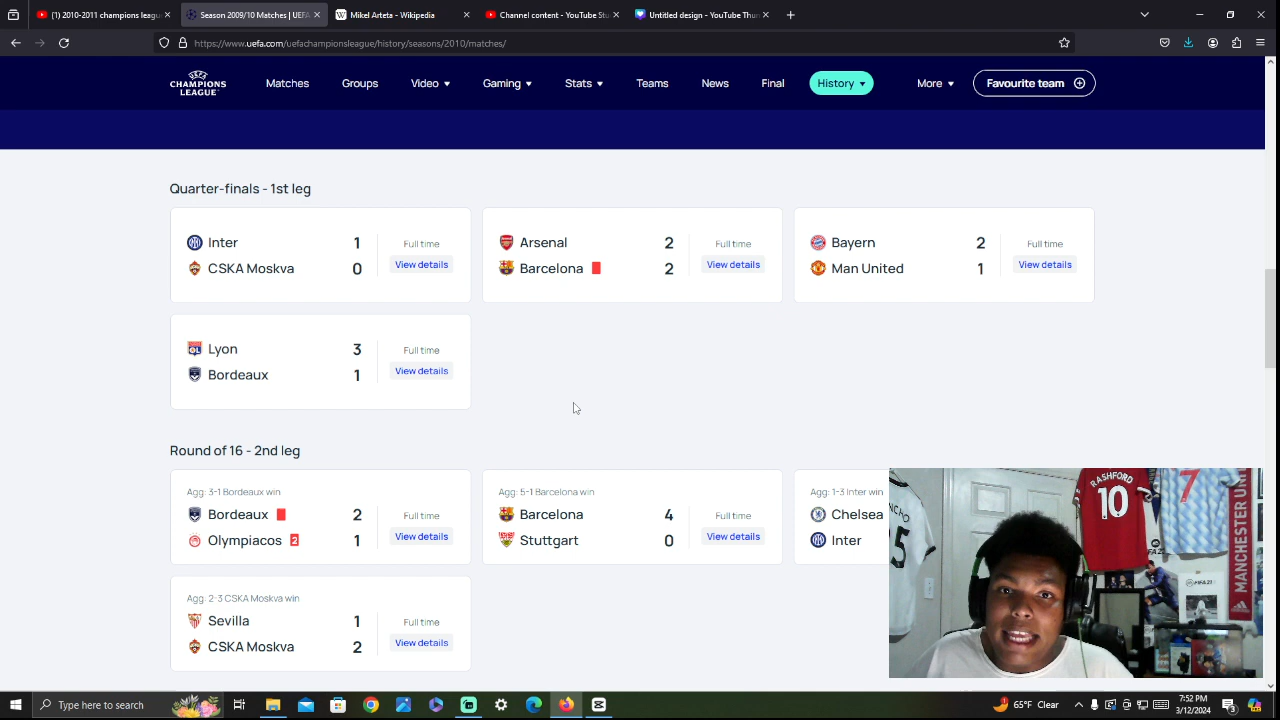 (1) 2010-2011 champions leagu
Season 2009/10 Matches | UEFA
Mikel Arteta - Wikipedia
Channel content - YouTube Stu
Untitled design - YouTube Thun
https://www.uefa.com/uefachampionsleague/history/seasons/2010/matches/
CHAMPIONS
LEAGUE
Matches
Groups
Video
Gaming
Stats
Teams
News
Final
History
More
Favourite team
Quarter-finals - 1st leg
Inter 1
CSKA Moskva 0
Full time
View details
Arsenal 2
Barcelona 2
Full time
View details
Bayern 2
Man United 1
Full time
View details
Lyon 3
Bordeaux 1
Full time
View details
Round of 16 - 2nd leg
Agg: 3-1 Bordeaux win
Bordeaux 2
Olympiacos 2 1
Full time
View details
Agg: 5-1 Barcelona win
Barcelona 4
Stuttgart 0
Full time
View details
Agg: 1-3 Inter win
Chelsea
Inter
Agg: 2-3 CSKA Moskva win
Sevilla 1
CSKA Moskva 2
Full time
View details
NCHO
5
RASHFORD
10
7
MANCHESTER UN
Type here to search
65°F Clear
7:52 PM
3/12/2024